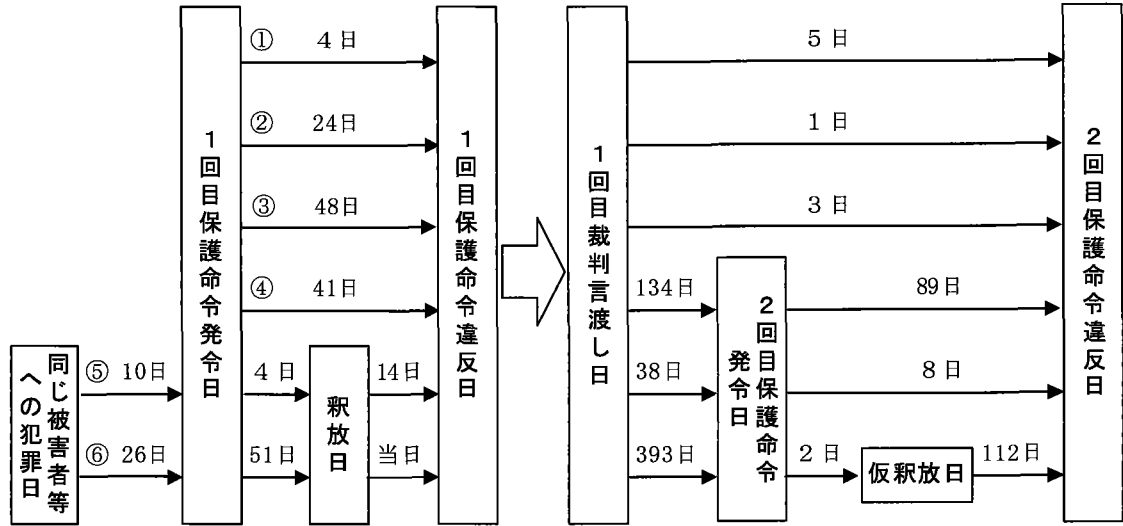 ① 4日
5日
② 24日
1日
③ 48日
3日
④ 41日
134日
89日
⑤ 10日
4日
14日
38日
8日
⑥ 26日
51日
当日
393日
2日
112日
同じ被害者等
への犯罪日
1回目保護命令発令日
釈放日
1回目保護命令違反日
1回目裁判言渡し日
2回目保護命令
発令日
仮釈放日
2回目保護命令違反日